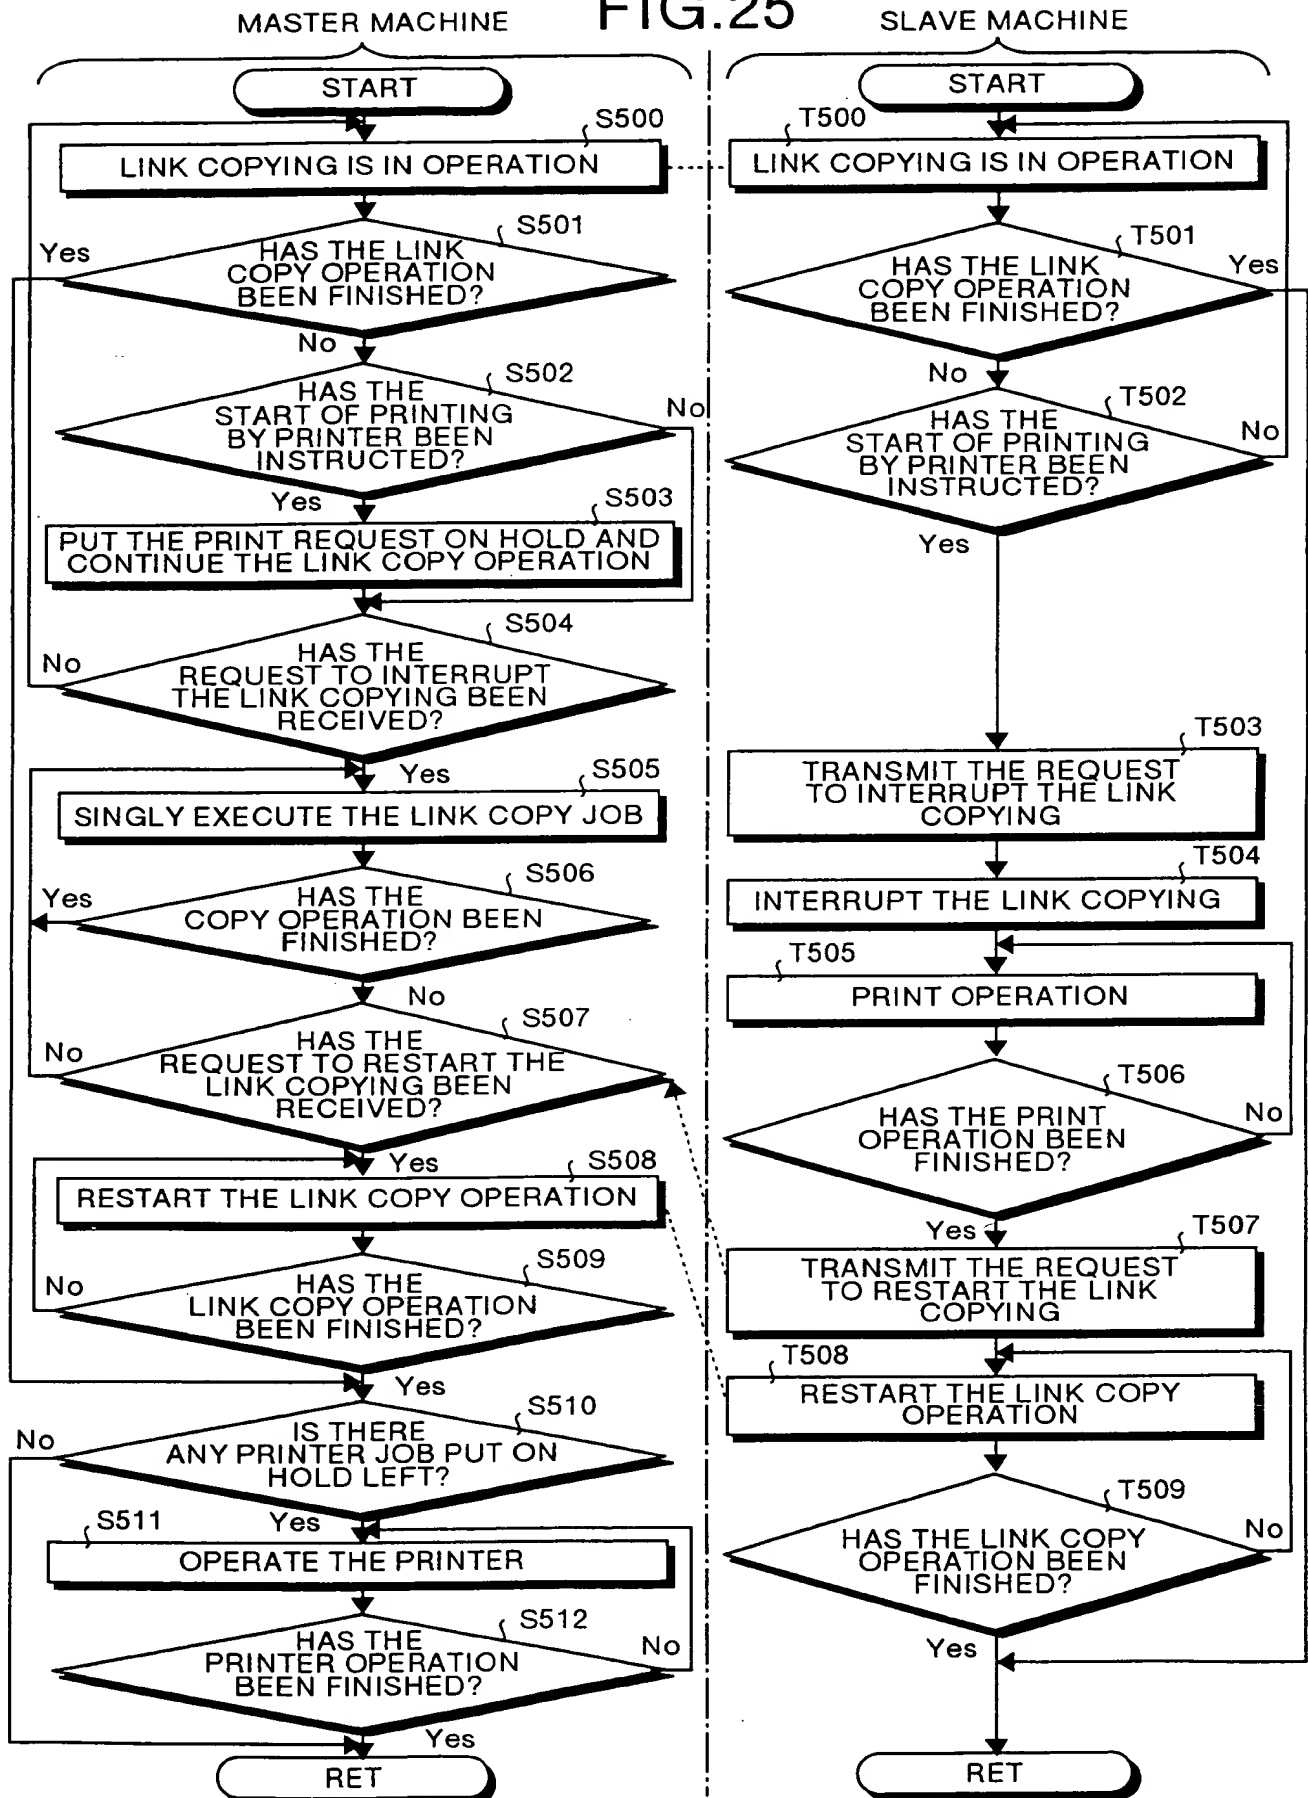 FIG.25
MASTER MACHINE
START
S500
LINK COPYING IS IN OPERATION
S501
Yes
HAS THE LINK
COPY OPERATION
BEEN FINISHED?
No
S502
HAS THE
START OF PRINTING
BY PRINTER BEEN
INSTRUCTED?
No
Yes
S503
PUT THE PRINT REQUEST ON HOLD AND
CONTINUE THE LINK COPY OPERATION
S504
No
HAS THE
REQUEST TO INTERRUPT
THE LINK COPYING BEEN
RECEIVED?
Yes
S505
SINGLY EXECUTE THE LINK COPY JOB
S506
Yes
HAS THE
COPY OPERATION BEEN
FINISHED?
No
S507
No
HAS THE
REQUEST TO RESTART THE
LINK COPYING BEEN
RECEIVED?
Yes
S508
RESTART THE LINK COPY OPERATION
S509
No
HAS THE
LINK COPY OPERATION
BEEN FINISHED?
Yes
S510
No
IS THERE
ANY PRINTER JOB PUT ON
HOLD LEFT?
Yes
S511
OPERATE THE PRINTER
S512
HAS THE
PRINTER OPERATION
BEEN FINISHED?
No
Yes
RET
SLAVE MACHINE
START
T500
LINK COPYING IS IN OPERATION
T501
Yes
HAS THE LINK
COPY OPERATION
BEEN FINISHED?
No
T502
HAS THE
START OF PRINTING
BY PRINTER BEEN
INSTRUCTED?
No
Yes
T503
TRANSMIT THE REQUEST
TO INTERRUPT THE LINK
COPYING
T504
INTERRUPT THE LINK COPYING
T505
PRINT OPERATION
T506
HAS THE PRINT
OPERATION BEEN
FINISHED?
No
Yes
T507
TRANSMIT THE REQUEST
TO RESTART THE LINK
COPYING
T508
RESTART THE LINK COPY
OPERATION
T509
HAS THE LINK COPY
OPERATION BEEN
FINISHED?
No
Yes
RET